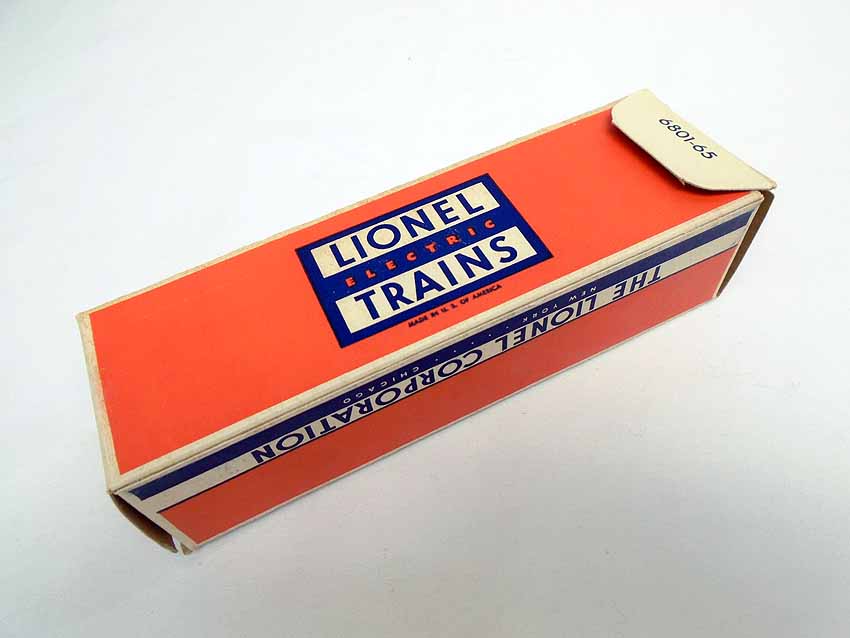 6801-65
LIONEL
ELECTRIC
TRAINS
MADE IN U. S. OF AMERICA
THE LIONEL CORPORATION
NEW YORK . . . . . CHICAGO